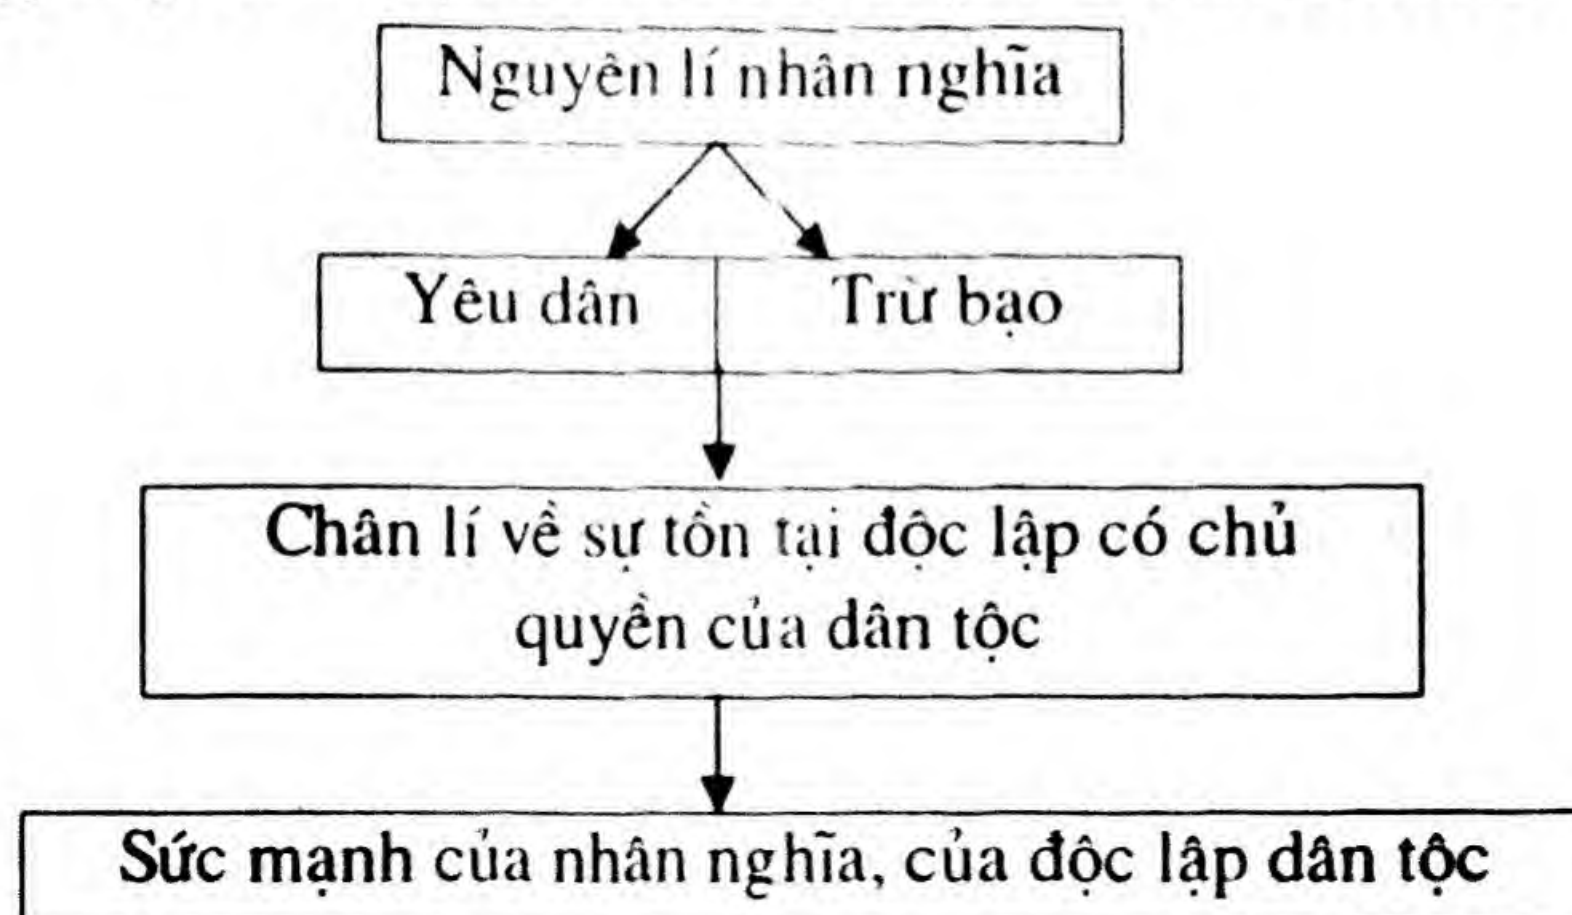 Nguyên lí nhân nghĩa
Yêu dân
Trừ bạo
Chân lí về sự tồn tại độc lập có chủ
quyền của dân tộc
Sức mạnh của nhân nghĩa, của độc lập dân tộc